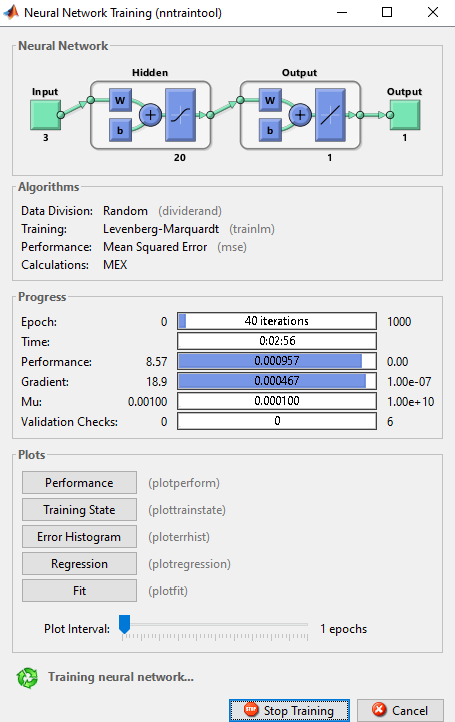 Neural Network Training (nntraintool)
Neural Network
Hidden Output
Input Output
W W
+ +
b b
3 20 1 1
Algorithms
Data Division: Random (dividerand)
Training: Levenberg-Marquardt (trainlm)
Performance: Mean Squared Error (mse)
Calculations: MEX
Progress
Epoch: 0 40 iterations 1000
Time: 0:02:56
Performance: 8.57 0.000957 0.00
Gradient: 18.9 0.000467 1.00e-07
Mu: 0.00100 0.000100 1.00e+10
Validation Checks: 0 0 6
Plots
Performance (plotperform)
Training State (plottrainstate)
Error Histogram (ploterrhist)
Regression (plotregression)
Fit (plotfit)
Plot Interval: 1 epochs
Training neural network...
STOP Stop Training Cancel